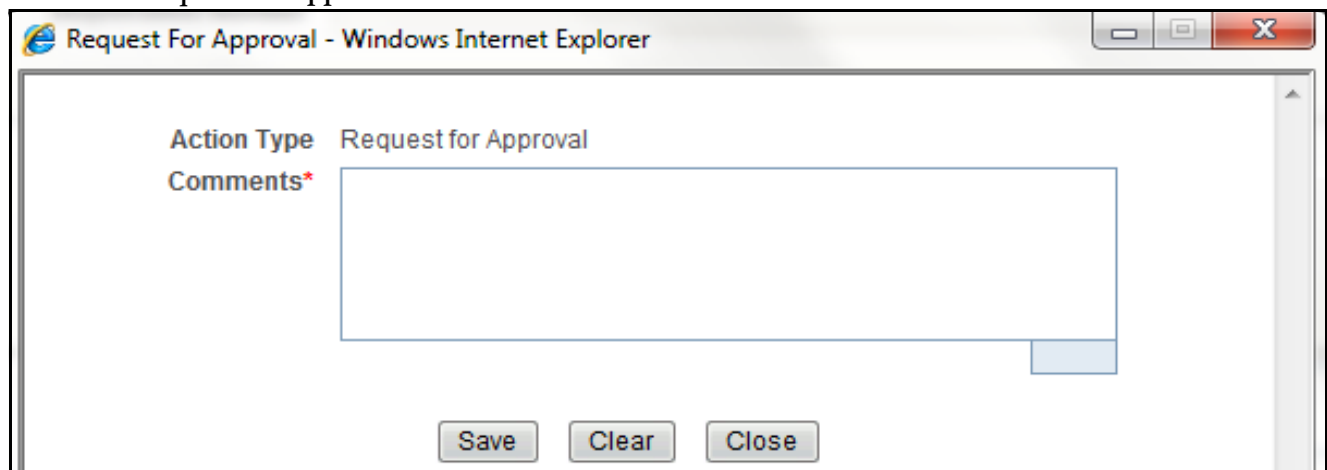 Request For Approval - Windows Internet Explorer
Action Type Request for Approval
Comments*
Save Clear Close